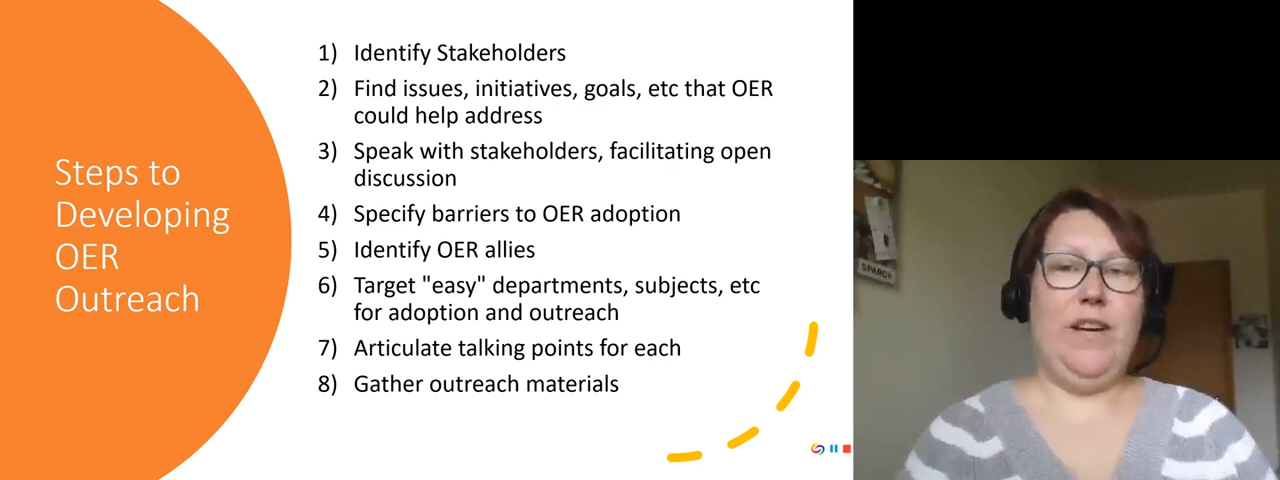 Steps to
Developing
OER
Outreach
1) Identify Stakeholders
2) Find issues, initiatives, goals, etc that OER
could help address
3) Speak with stakeholders, facilitating open
discussion
4) Specify barriers to OER adoption
5) Identify OER allies
6) Target "easy" departments, subjects, etc
for adoption and outreach
7) Articulate talking points for each
8) Gather outreach materials
SPARC